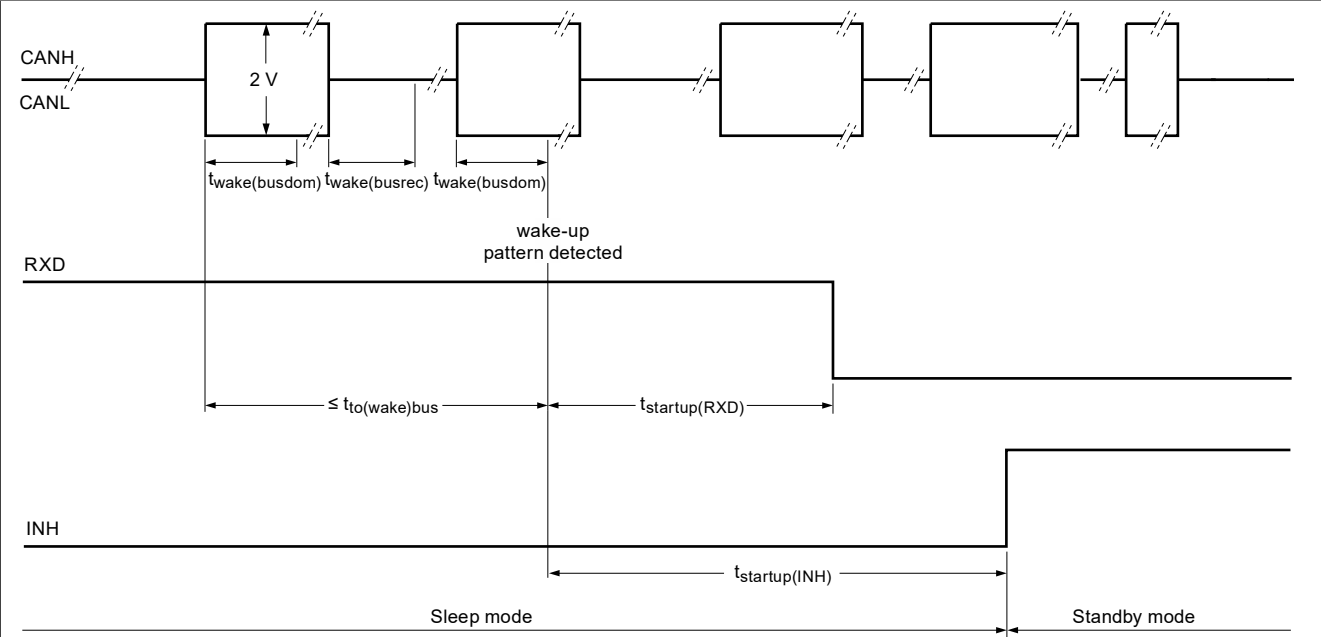 CANH
2 V
CANL
twake(busdom) twake(busrec) twake(busdom)
wake-up
pattern detected
RXD
≤ tto(wake)bus
tstartup(RXD)
INH
tstartup(INH)
Sleep mode
Standby mode